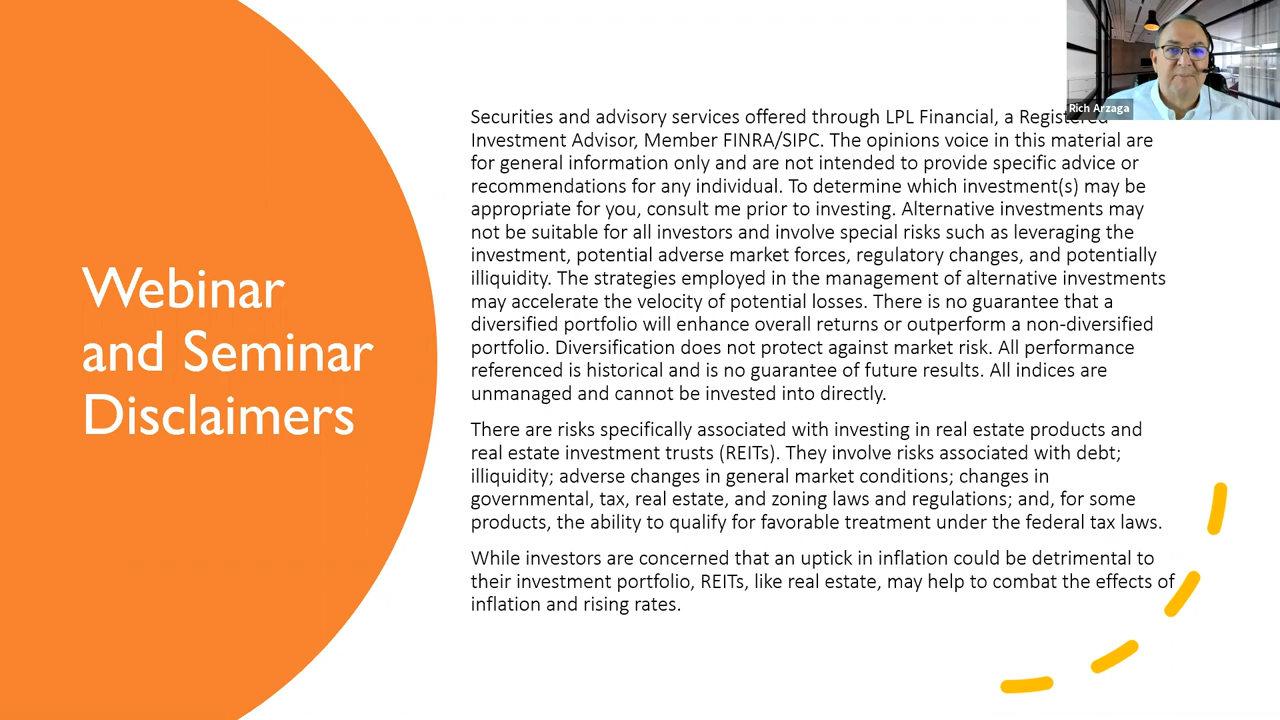 Rich Arzaga
Webinar
and Seminar
Disclaimers
Securities and advisory services offered through LPL Financial, a Registered
Investment Advisor, Member FINRA/SIPC. The opinions voice in this material are
for general information only and are not intended to provide specific advice or
recommendations for any individual. To determine which investment(s) may be
appropriate for you, consult me prior to investing. Alternative investments may
not be suitable for all investors and involve special risks such as leveraging the
investment, potential adverse market forces, regulatory changes, and potentially
illiquidity. The strategies employed in the management of alternative investments
may accelerate the velocity of potential losses. There is no guarantee that a
diversified portfolio will enhance overall returns or outperform a non-diversified
portfolio. Diversification does not protect against market risk. All performance
referenced is historical and is no guarantee of future results. All indices are
unmanaged and cannot be invested into directly.
There are risks specifically associated with investing in real estate products and
real estate investment trusts (REITs). They involve risks associated with debt;
illiquidity; adverse changes in general market conditions; changes in
governmental, tax, real estate, and zoning laws and regulations; and, for some
products, the ability to qualify for favorable treatment under the federal tax laws.
While investors are concerned that an uptick in inflation could be detrimental to
their investment portfolio, REITs, like real estate, may help to combat the effects of
inflation and rising rates.